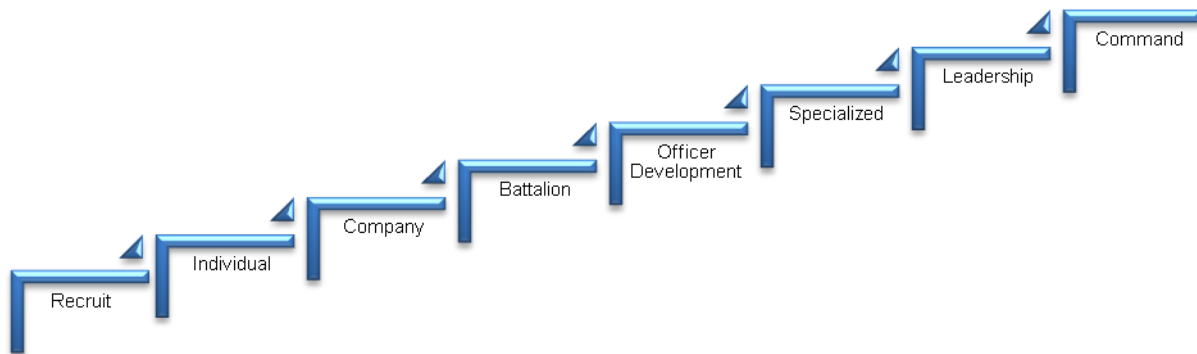 Recruit
Individual
Company
Battalion
Officer
Development
Specialized
Leadership
Command